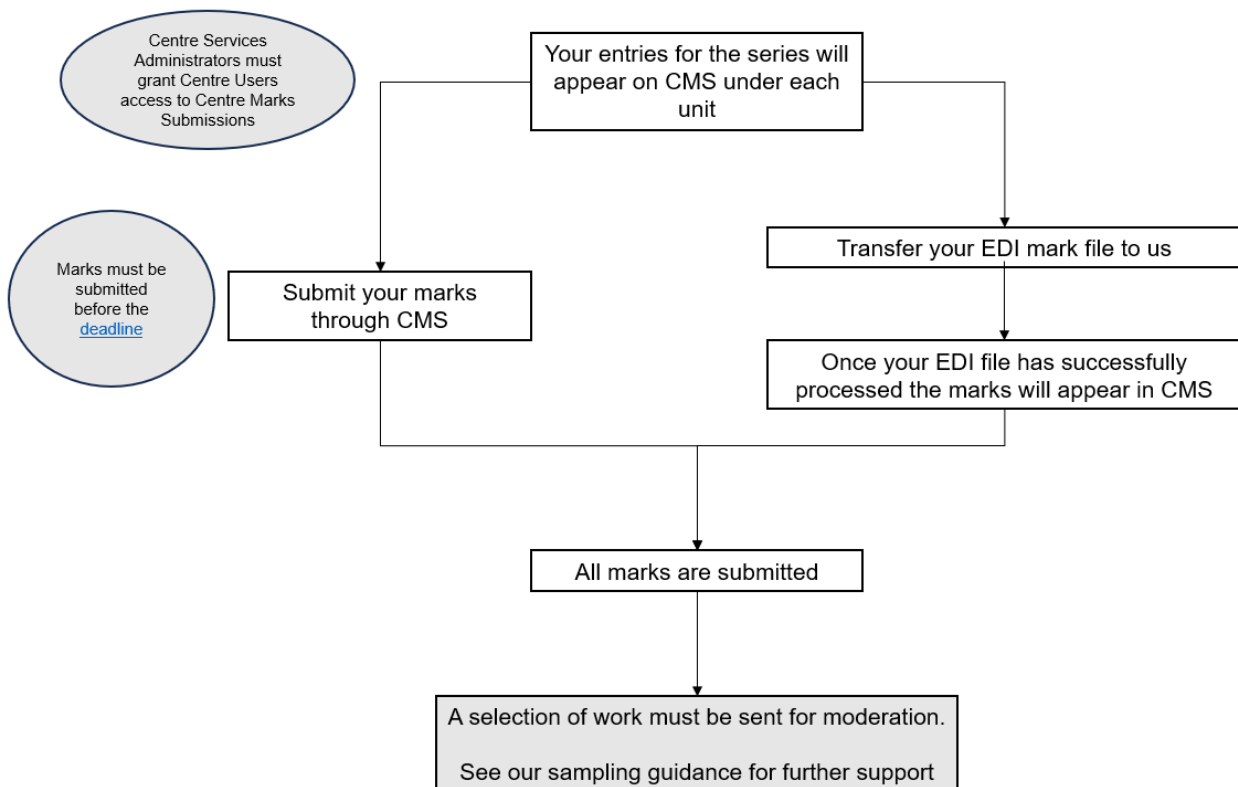 Centre Services
Administrators must
grant Centre Users
access to Centre Marks
Submissions
Your entries for the series will
appear on CMS under each
unit
Marks must be
submitted
before the
deadline
Submit your marks
through CMS
Transfer your EDI mark file to us
Once your EDI file has successfully
processed the marks will appear in CMS
All marks are submitted
A selection of work must be sent for moderation.
See our sampling guidance for further support